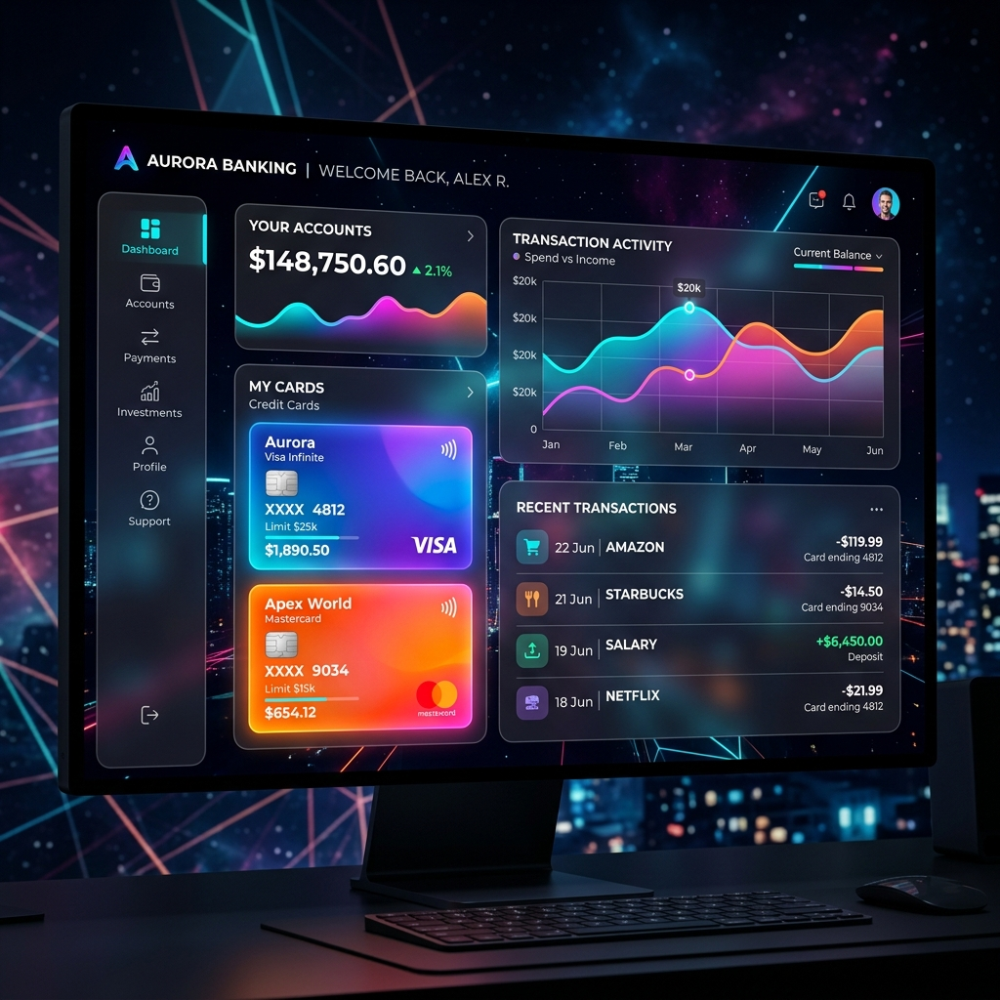 AURORA BANKING | WELCOME BACK, ALEX R.
Dashboard
Accounts
Payments
Investments
Profile
Support
YOUR ACCOUNTS
$148,750.60 ▲ 2.1%
MY CARDS
Credit Cards
Aurora
Visa Infinite
XXXX 4812
Limit $25k
$1,890.50
VISA
Apex World
Mastercard
XXXX 9034
Limit $15k
$654.12
mastercard
TRANSACTION ACTIVITY
Spend vs Income
Current Balance
$20k
$20k
$20k
$20k
$20k
0
Jan Feb Mar Apr May Jun
RECENT TRANSACTIONS
22 Jun | AMAZON -$119.99
Card ending 4812
21 Jun | STARBUCKS -$14.50
Card ending 9034
19 Jun | SALARY +$6,450.00
Deposit
18 Jun | NETFLIX -$21.99
Card ending 4812